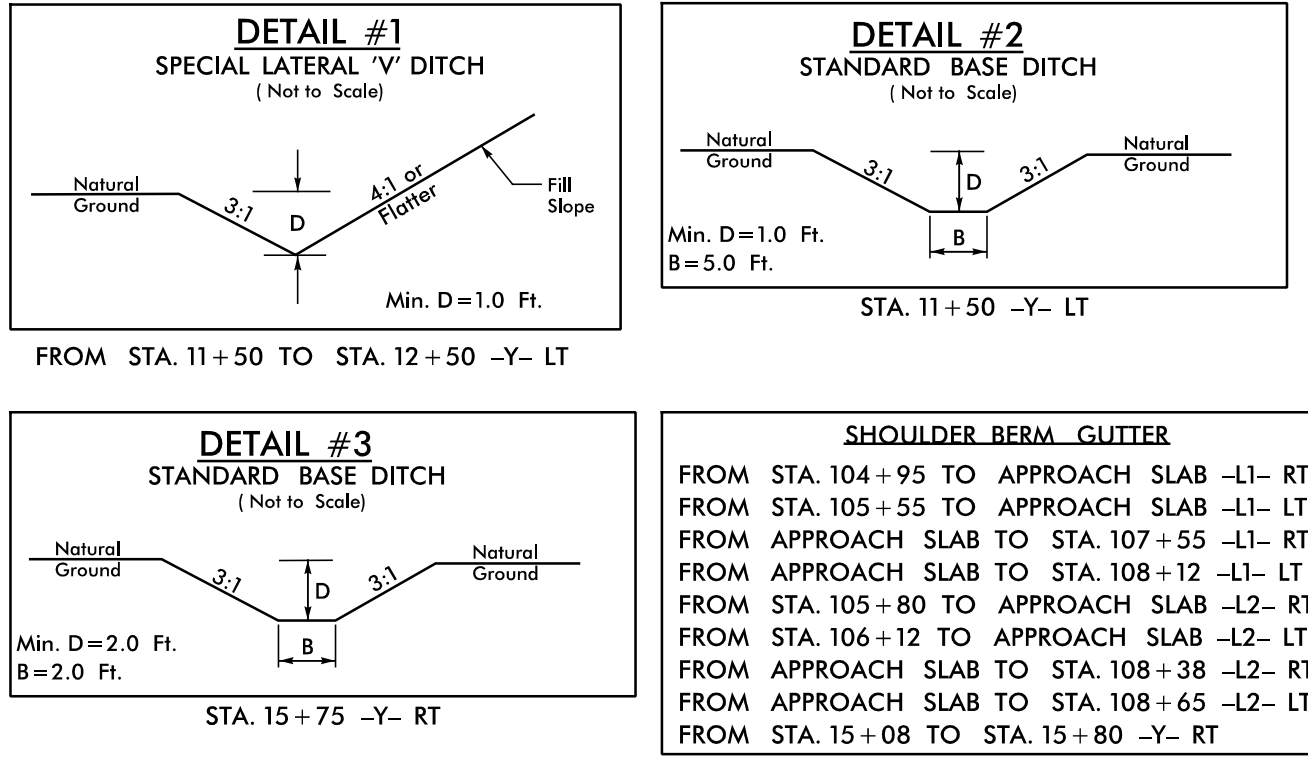 DETAIL #1
SPECIAL LATERAL 'V' DITCH
( Not to Scale)
Natural
Ground
3:1
D
4:1 or
Flatter
Fill
Slope
Min. D=1.0 Ft.
FROM STA. 11+50 TO STA. 12+50 –Y– LT
DETAIL #2
STANDARD BASE DITCH
( Not to Scale)
Natural
Ground
3:1
D
3:1
Natural
Ground
Min. D=1.0 Ft.
B=5.0 Ft.
B
STA. 11+50 –Y– LT
DETAIL #3
STANDARD BASE DITCH
( Not to Scale)
Natural
Ground
3:1
D
3:1
Natural
Ground
Min. D=2.0 Ft.
B=2.0 Ft.
B
STA. 15+75 –Y– RT
SHOULDER BERM GUTTER
FROM STA. 104+95 TO APPROACH SLAB –L1– RT
FROM STA. 105+55 TO APPROACH SLAB –L1– LT
FROM APPROACH SLAB TO STA. 107+55 –L1– RT
FROM APPROACH SLAB TO STA. 108+12 –L1– LT
FROM STA. 105+80 TO APPROACH SLAB –L2– RT
FROM STA. 106+12 TO APPROACH SLAB –L2– LT
FROM APPROACH SLAB TO STA. 108+38 –L2– RT
FROM APPROACH SLAB TO STA. 108+65 –L2– LT
FROM STA. 15+08 TO STA. 15+80 –Y– RT